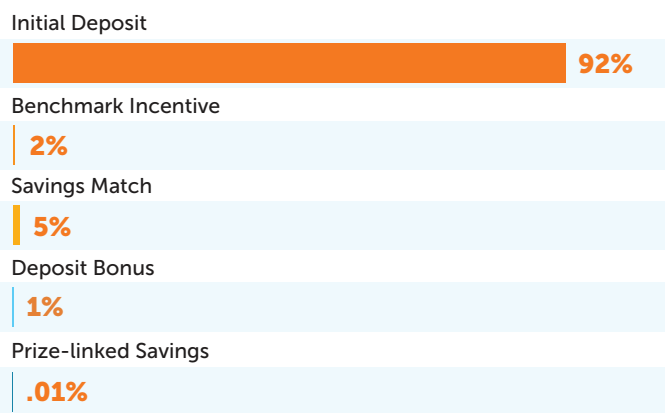 Initial Deposit
92%
Benchmark Incentive
2%
Savings Match
5%
Deposit Bonus
1%
Prize-linked Savings
.01%